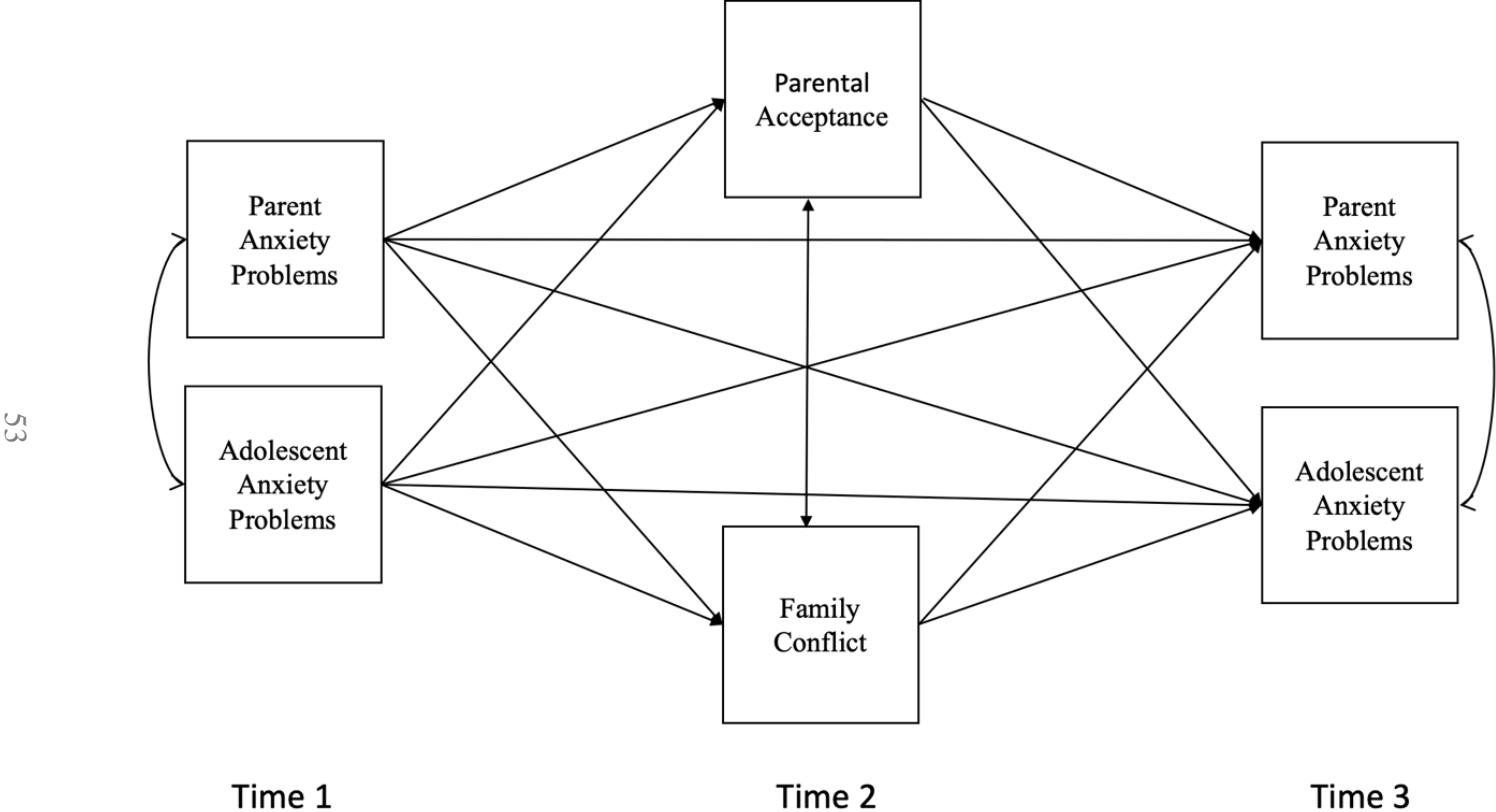 Parental
Acceptance
Parent
Anxiety
Problems
Parent
Anxiety
Problems
Adolescent
Anxiety
Problems
Adolescent
Anxiety
Problems
Family
Conflict
53
Time 1
Time 2
Time 3